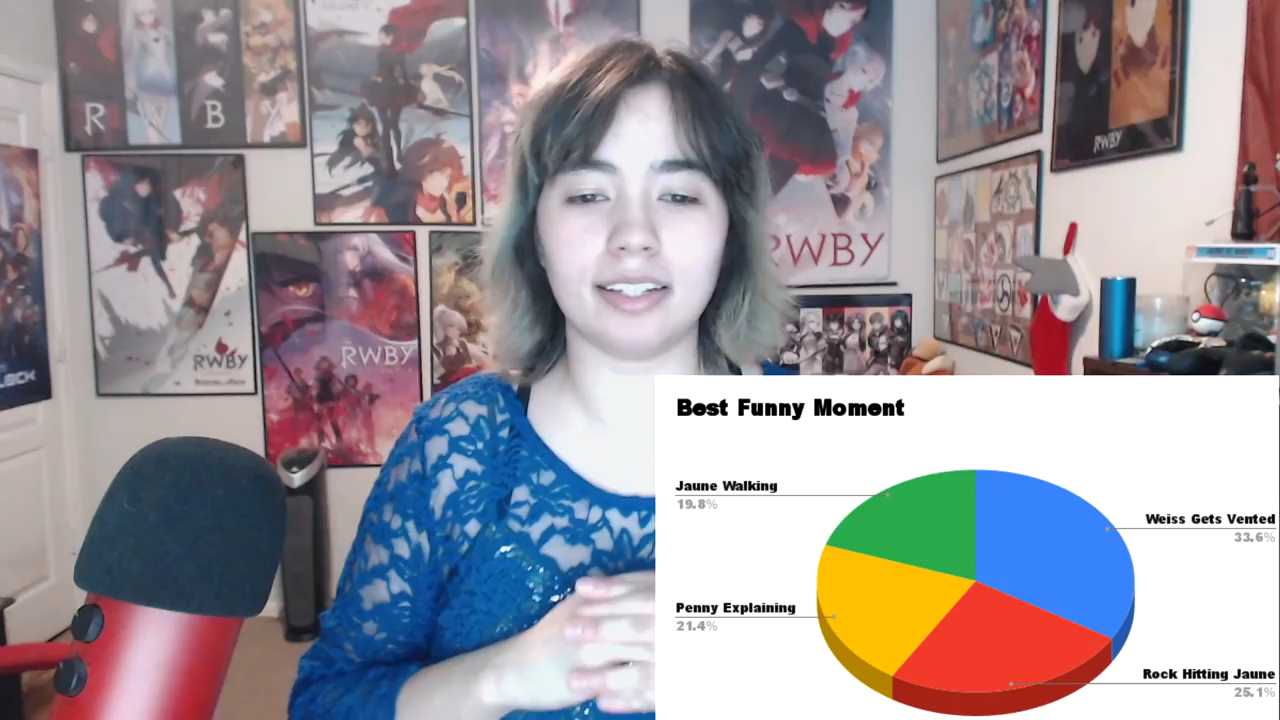 R W B Y
RWBY
RWBY
RWBY
RWBY
LOCK
Best Funny Moment
Jaune Walking
19.8%
Weiss Gets Vented
33.6%
Penny Explaining
21.4%
Rock Hitting Jaune
25.1%